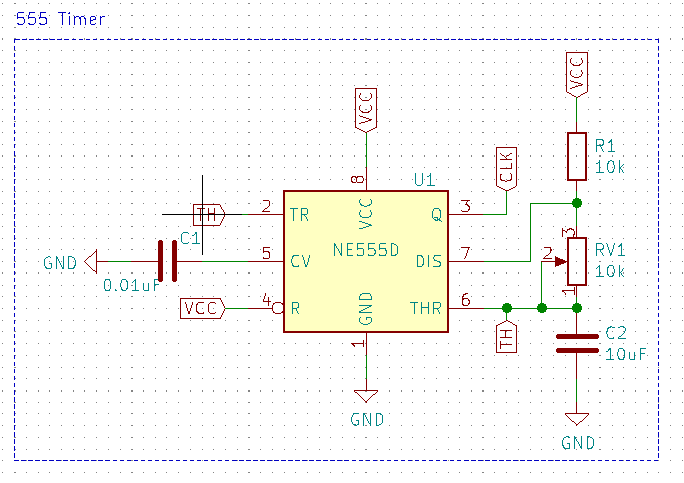 555 Timer
VCC
VCC
R1
10k
CLK
U1
8
TH
2
TR
VCC
Q
3
C1
NE555D
3
RV1
10k
2
GND
5
CV
DIS
7
0.01uF
1
VCC
4
R
GND
THR
6
TH
C2
10uF
1
GND
GND